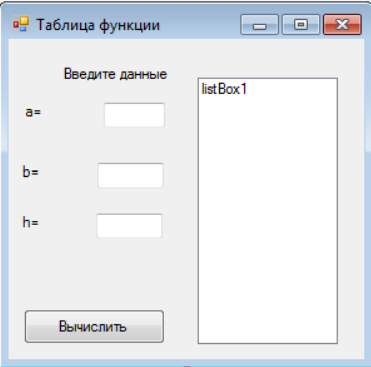 Таблица функции
Введите данные
listBox1
a=
b=
h=
Вычислить